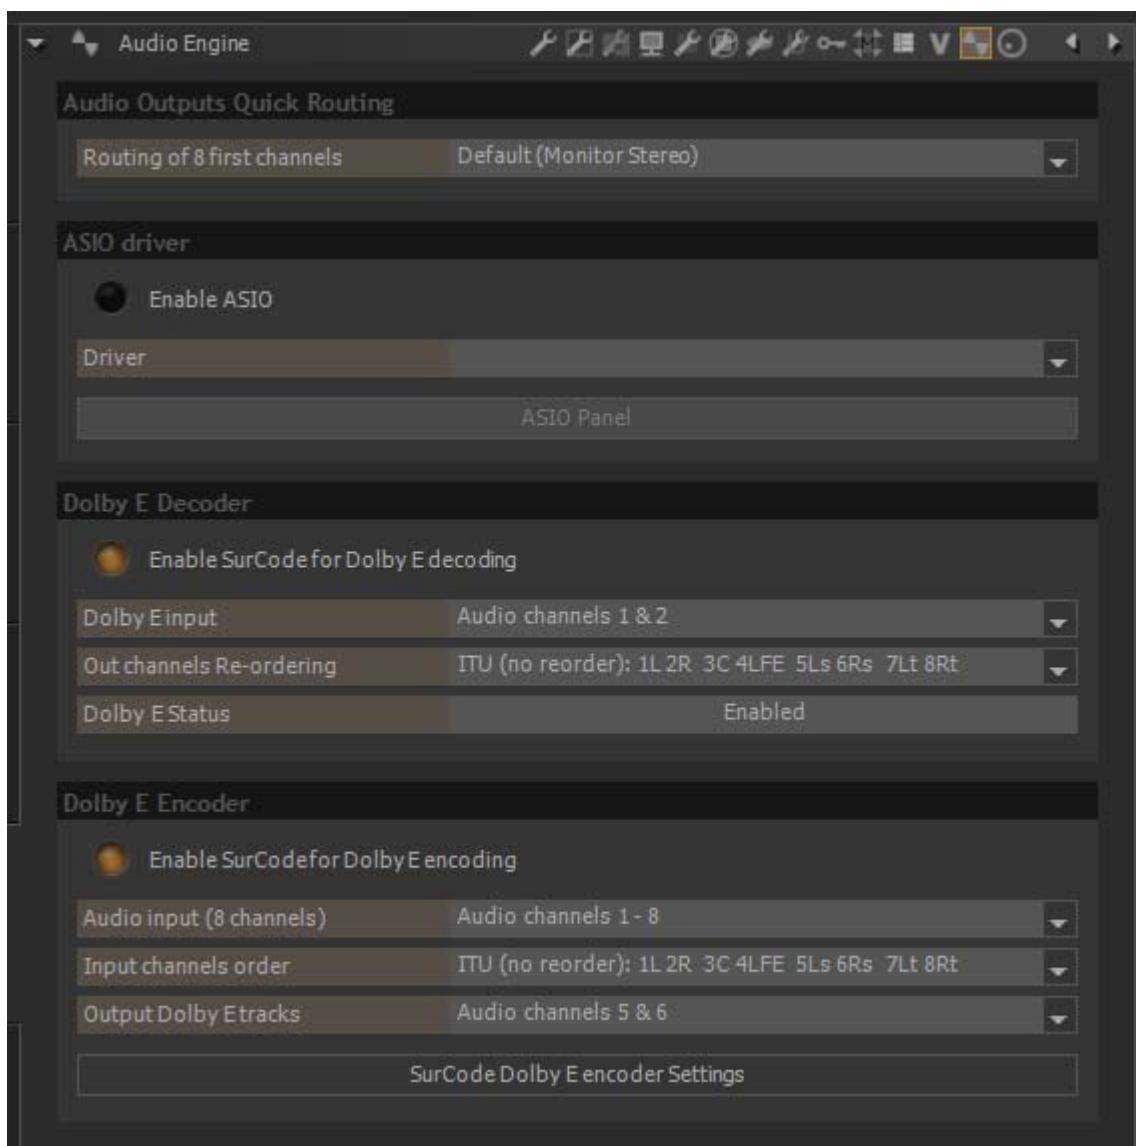 Audio Engine
V
Audio Outputs Quick Routing
Routing of 8 first channels Default (Monitor Stereo)
ASIO driver
Enable ASIO
Driver
ASIO Panel
Dolby E Decoder
Enable SurCode for Dolby E decoding
Dolby E input Audio channels 1 & 2
Out channels Re-ordering ITU (no reorder): 1L 2R 3C 4LFE 5Ls 6Rs 7Lt 8Rt
Dolby E Status Enabled
Dolby E Encoder
Enable SurCode for Dolby E encoding
Audio input (8 channels) Audio channels 1 - 8
Input channels order ITU (no reorder): 1L 2R 3C 4LFE 5Ls 6Rs 7Lt 8Rt
Output Dolby E tracks Audio channels 5 & 6
SurCode Dolby E encoder Settings